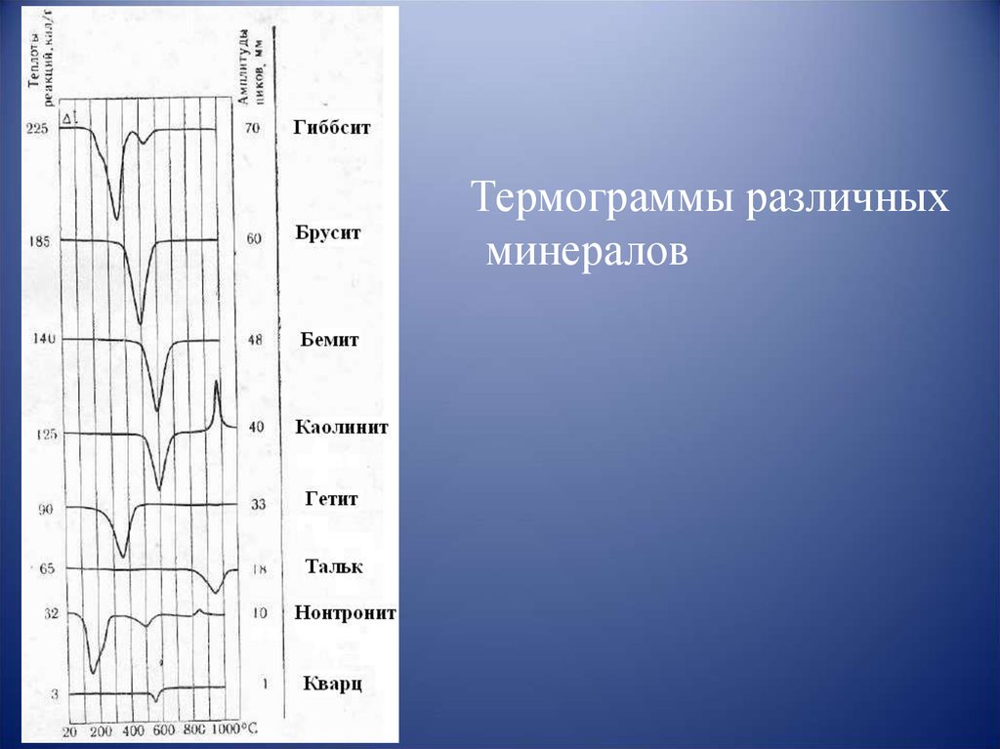 Теплоты
реакций, кал/г
Амплитуды
пиков, мм
Δt
225 70 Гиббсит
185 60 Брусит
140 48 Бемит
125 40 Каолинит
90 33 Гетит
65 18 Тальк
32 10 Нонтронит
3 1 Кварц
20 200 400 600 800 1000°C
Термограммы различных
минералов